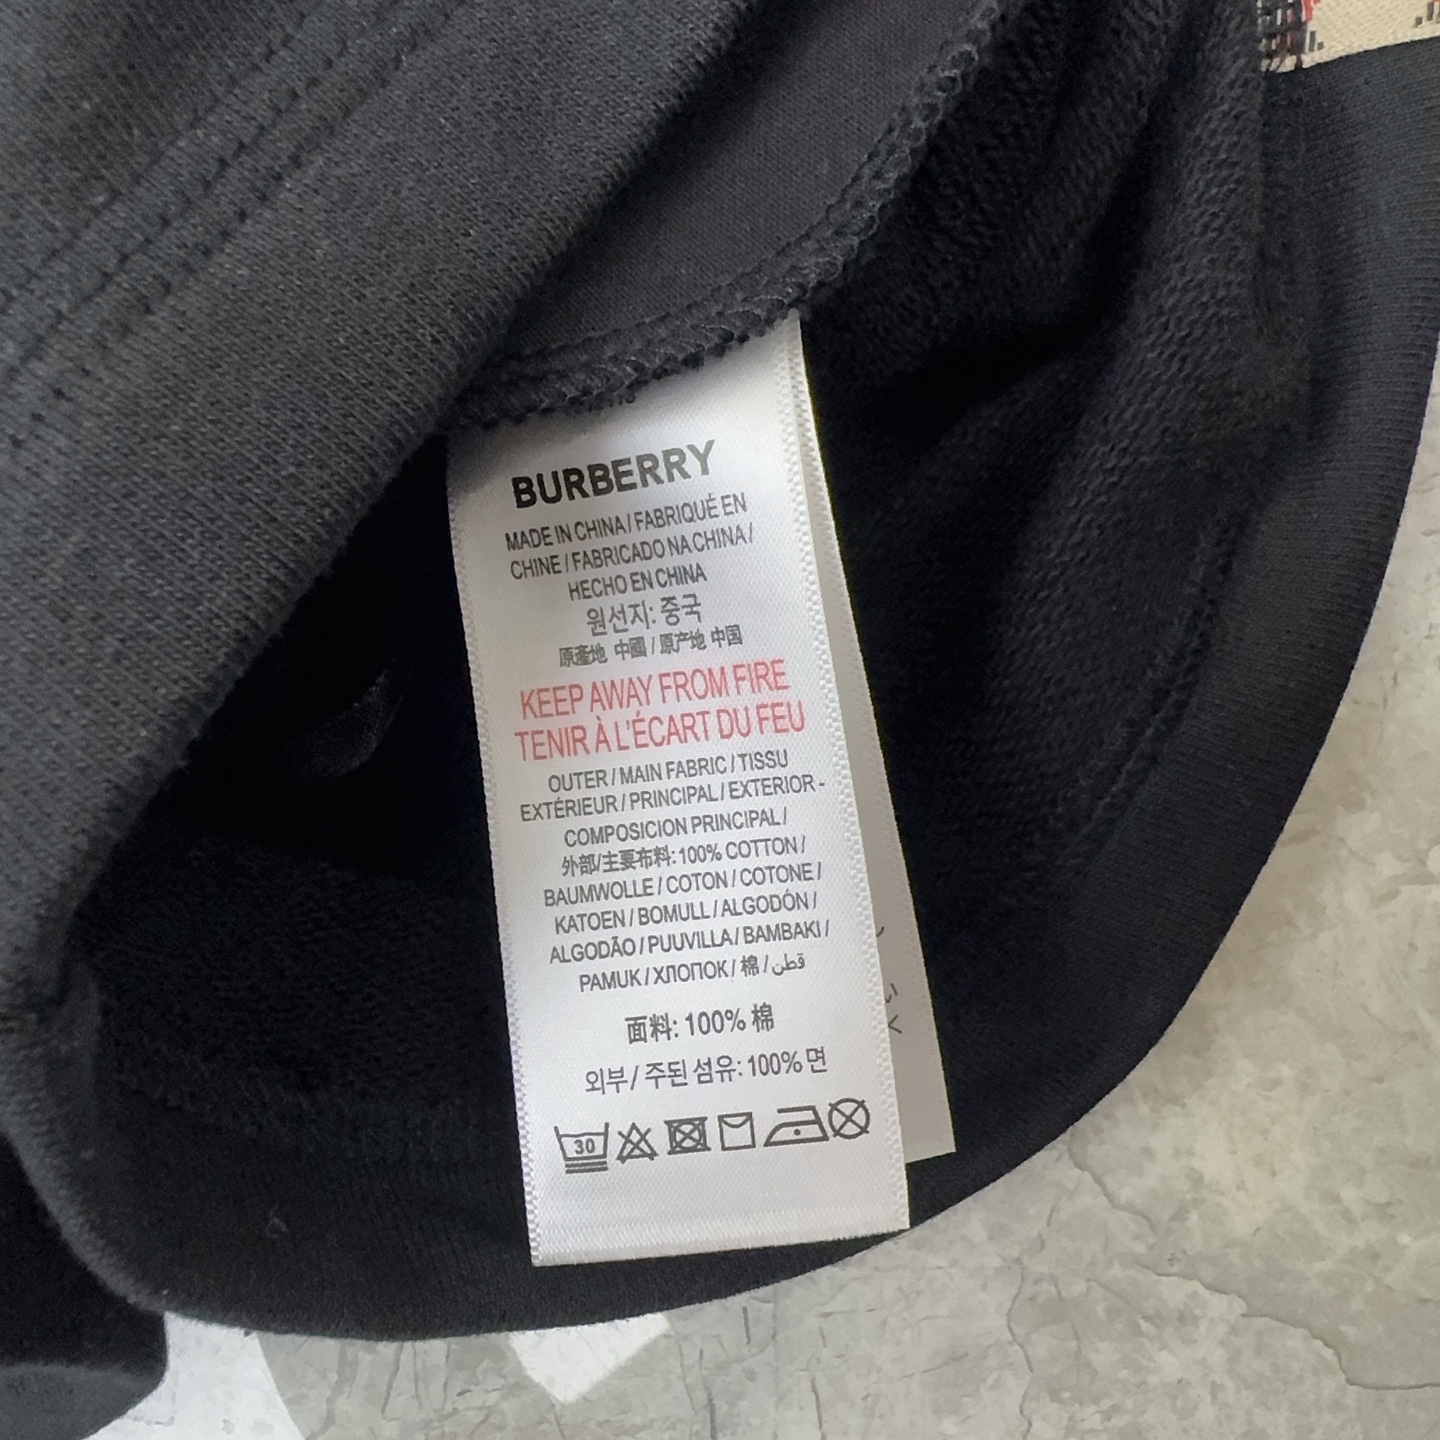 BURBERRY
MADE IN CHINA / FABRIQUÉ EN
CHINE / FABRICADO NA CHINA /
HECHO EN CHINA
원선지: 중국
原產地 中國 / 原产地 中国
KEEP AWAY FROM FIRE
TENIR À L'ÉCART DU FEU
OUTER / MAIN FABRIC / TISSU
EXTÉRIEUR / PRINCIPAL / EXTERIOR -
COMPOSICION PRINCIPAL /
外部/主要布料: 100% COTTON /
BAUMWOLLE / COTON / COTONE /
KATOEN / BOMULL / ALGODÓN /
ALGODÃO / PUUVILLA / BAMBAKI /
PAMUK / ХЛОПОК / 棉 / قطن
面料: 100% 棉
외부 / 주된 섬유: 100% 면
30